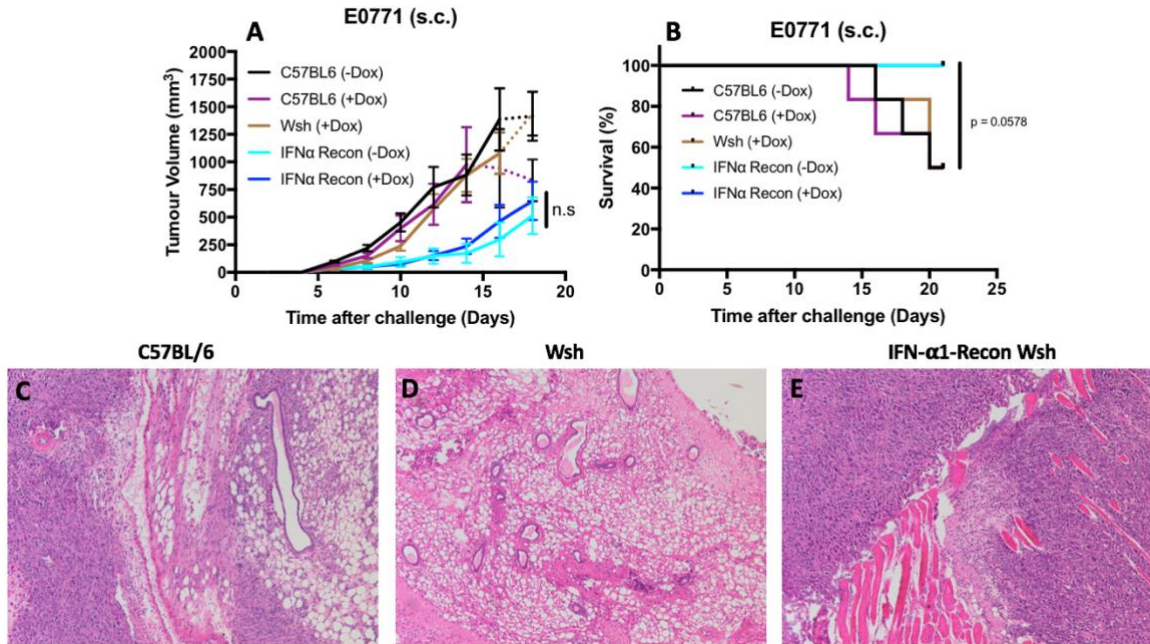 A
E0771 (s.c.)
Tumour Volume (mm³)
2000
1750
1500
1250
1000
750
500
250
0
C57BL6 (-Dox)
C57BL6 (+Dox)
Wsh (+Dox)
IFNα Recon (-Dox)
IFNα Recon (+Dox)
n.s
0 5 10 15 20
Time after challenge (Days)
B
E0771 (s.c.)
Survival (%)
100
80
60
40
20
0
C57BL6 (-Dox)
C57BL6 (+Dox)
Wsh (+Dox)
IFNα Recon (-Dox)
IFNα Recon (+Dox)
p = 0.0578
0 5 10 15 20 25
Time after challenge (Days)
C57BL/6
C
Wsh
D
IFN-α1-Recon Wsh
E